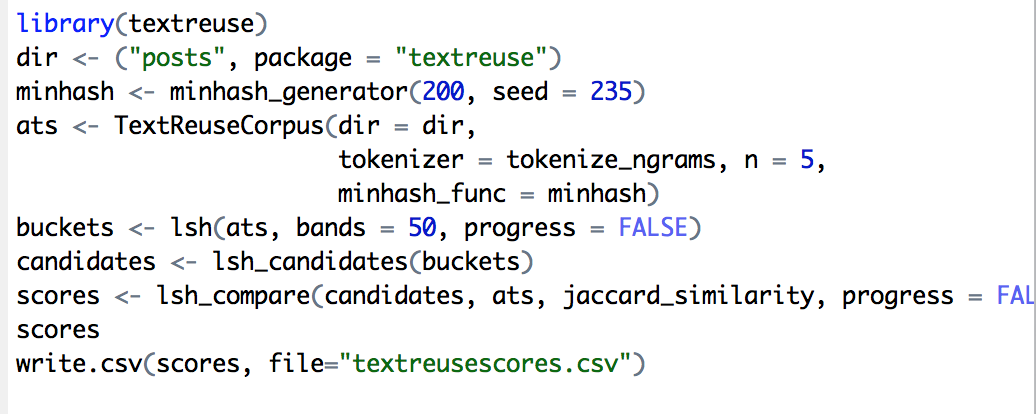 library(textreuse)
dir <- ("posts", package = "textreuse")
minhash <- minhash_generator(200, seed = 235)
ats <- TextReuseCorpus(dir = dir,
tokenizer = tokenize_ngrams, n = 5,
minhash_func = minhash)
buckets <- lsh(ats, bands = 50, progress = FALSE)
candidates <- lsh_candidates(buckets)
scores <- lsh_compare(candidates, ats, jaccard_similarity, progress = FAL
scores
write.csv(scores, file="textreusescores.csv")